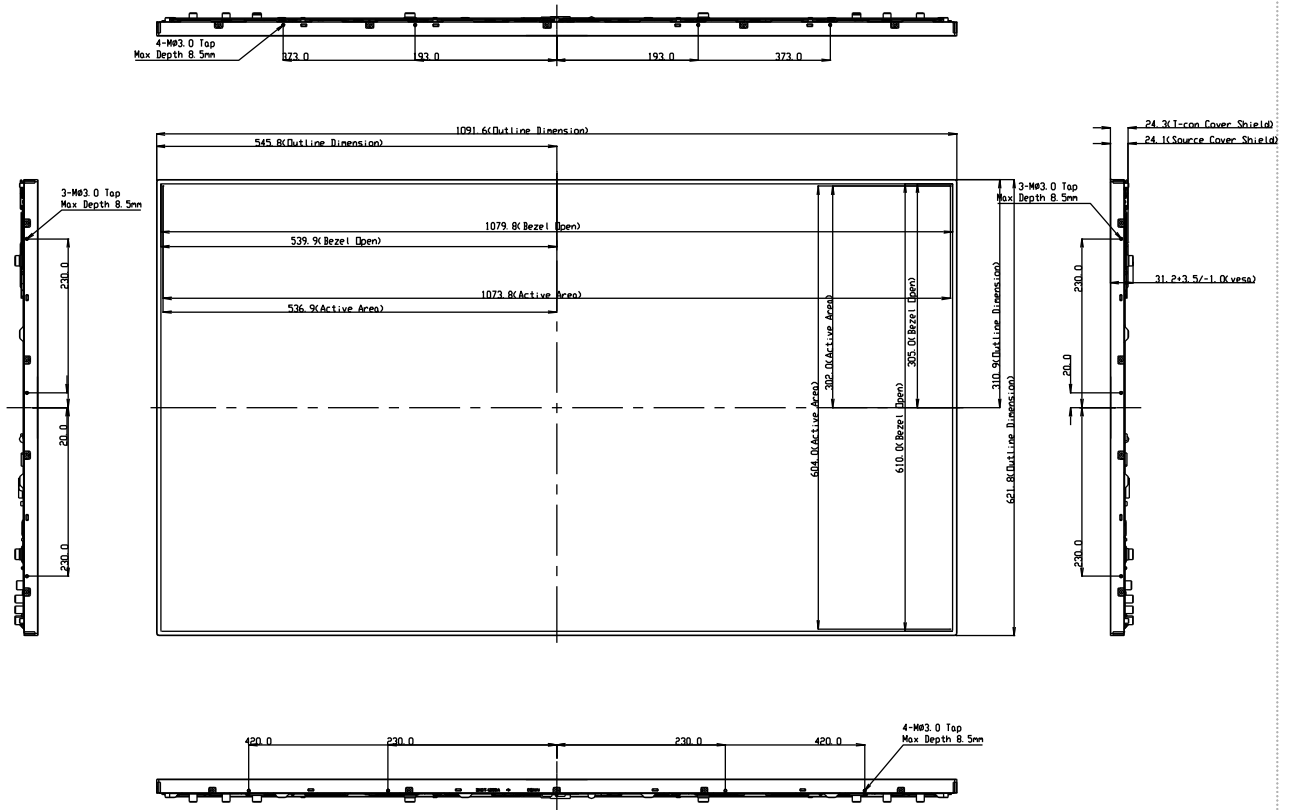 4-MØ3.0 Tap
Max Depth 8.5mm
373.0
193.0
193.0
373.0
1091.6(Outline Dimension)
545.8(Outline Dimension)
24.3(T-con Cover Shield)
24.1(Source Cover Shield)
3-MØ3.0 Tap
Max Depth 8.5mm
3-MØ3.0 Tap
Max Depth 8.5mm
1079.8(Bezel Open)
539.9(Bezel Open)
230.0
230.0
31.2+3.5/-1.0(vesa)
1073.8(Active Area)
536.9(Active Area)
302.0(Active Area)
305.0(Bezel Open)
310.9(Outline Dimension)
20.0
20.0
604.0(Active Area)
610.0(Bezel Open)
621.8(Outline Dimension)
230.0
230.0
420.0
230.0
230.0
420.0
4-MØ3.0 Tap
Max Depth 8.5mm